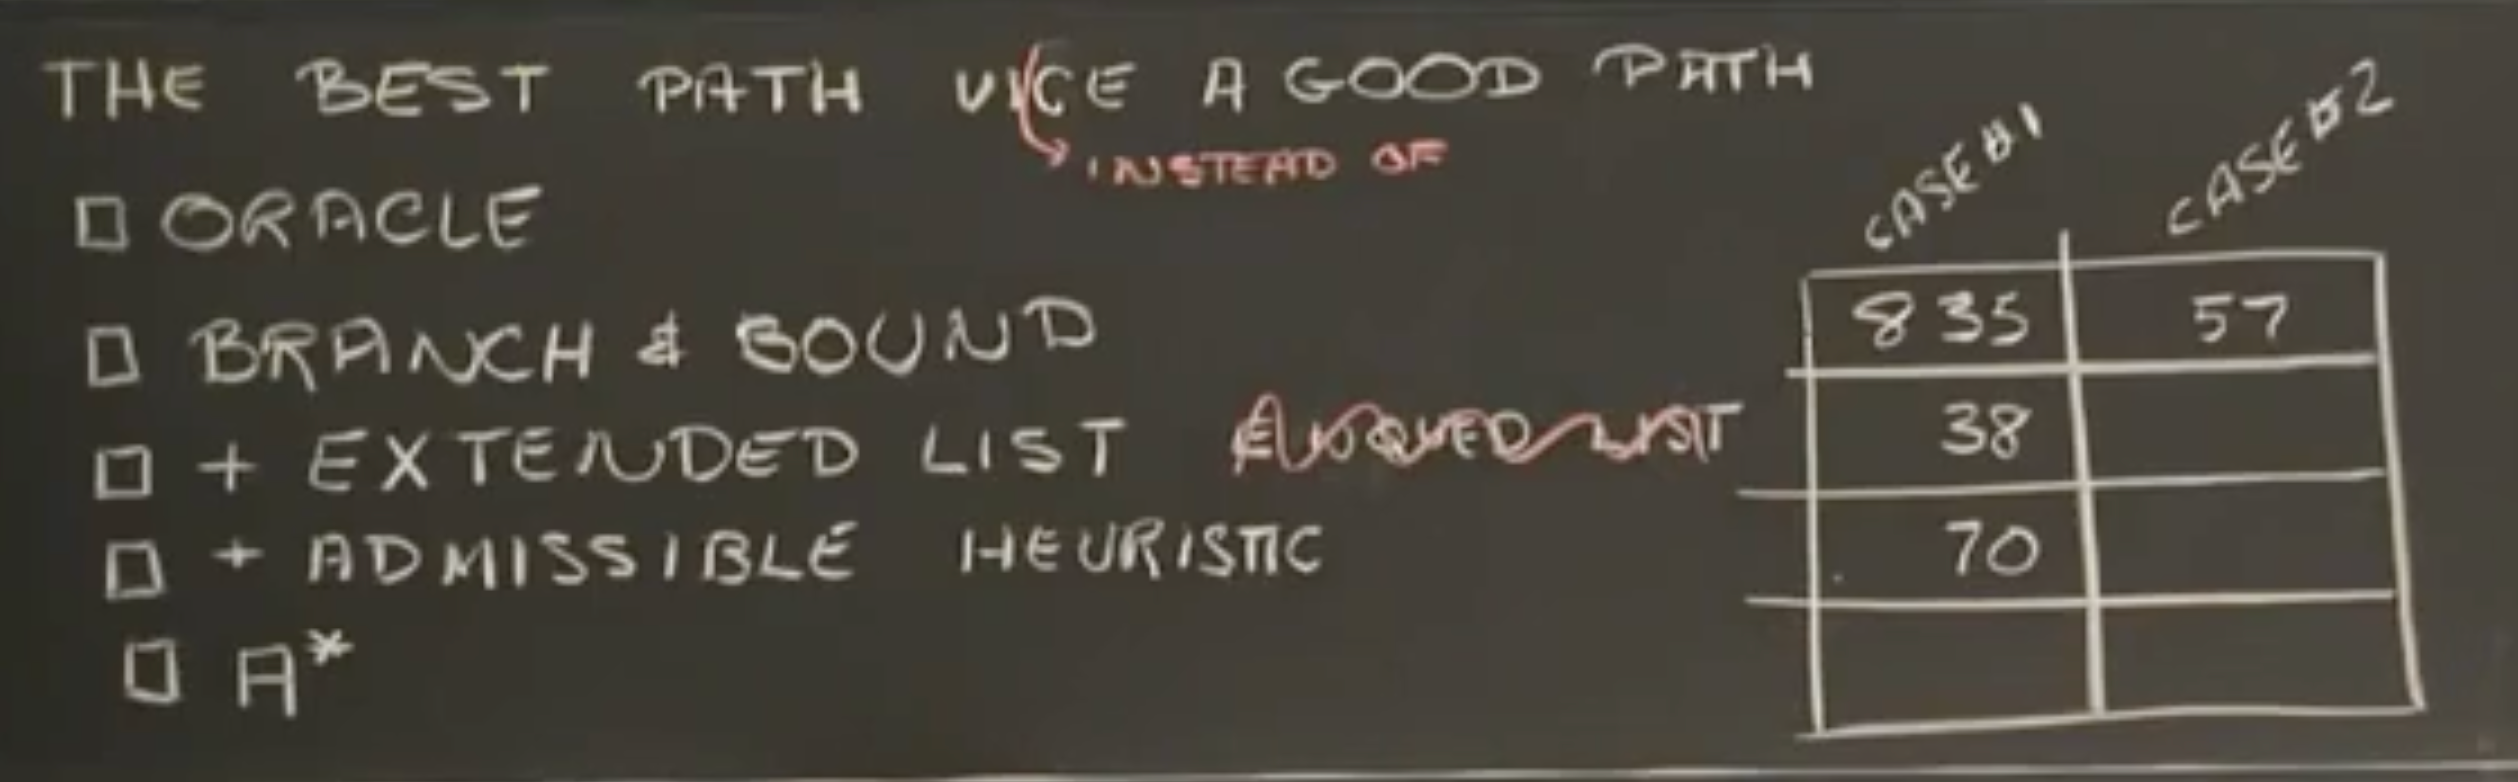 THE BEST PATH VICE A GOOD PATH
INSTEAD OF
CASE #1 CASE #2
ORACLE
BRANCH & BOUND 835 57
+ EXTENDED LIST ENQUEUED LIST 38
+ ADMISSIBLE HEURISTIC 70
A*